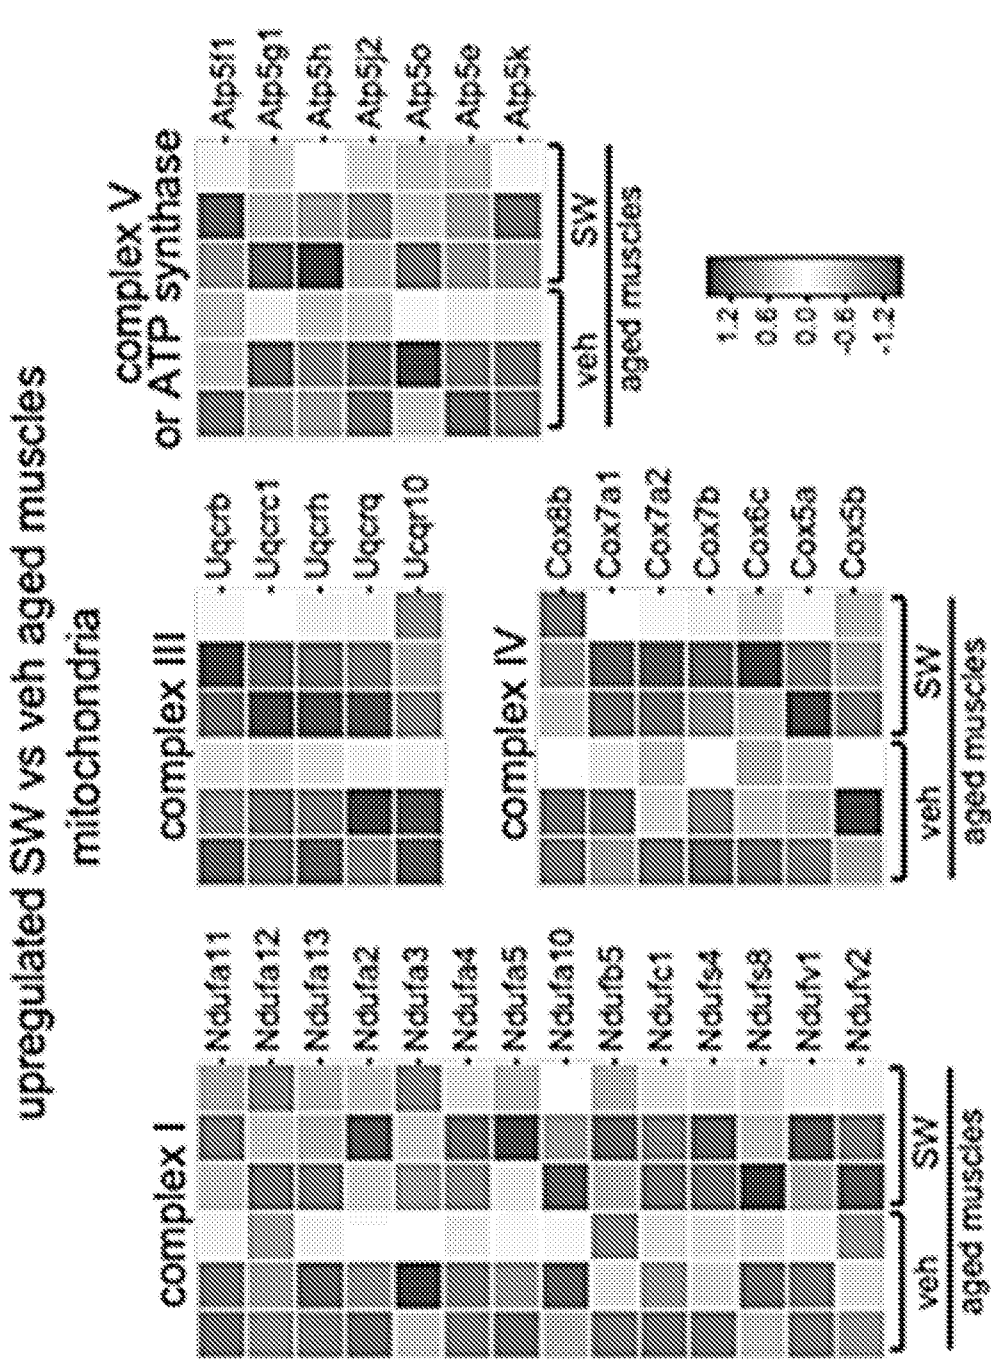 upregulated SW vs veh aged muscles
mitochondria
complex I
Ndufa11
Ndufa12
Ndufa13
Ndufa2
Ndufa3
Ndufa4
Ndufa5
Ndufa10
Ndufb5
Ndufc1
Ndufs4
Ndufs8
Ndufv1
Ndufv2
veh SW
aged muscles
complex III
Uqcrb
Uqcrc1
Uqcrh
Uqcrq
Ucqr10
complex IV
Cox8b
Cox7a1
Cox7a2
Cox7b
Cox6c
Cox5a
Cox5b
veh SW
aged muscles
complex V
or ATP synthase
Atp5f1
Atp5g1
Atp5h
Atp5j2
Atp5o
Atp5e
Atp5k
veh SW
aged muscles
1.2
0.6
0.0
-0.6
-1.2